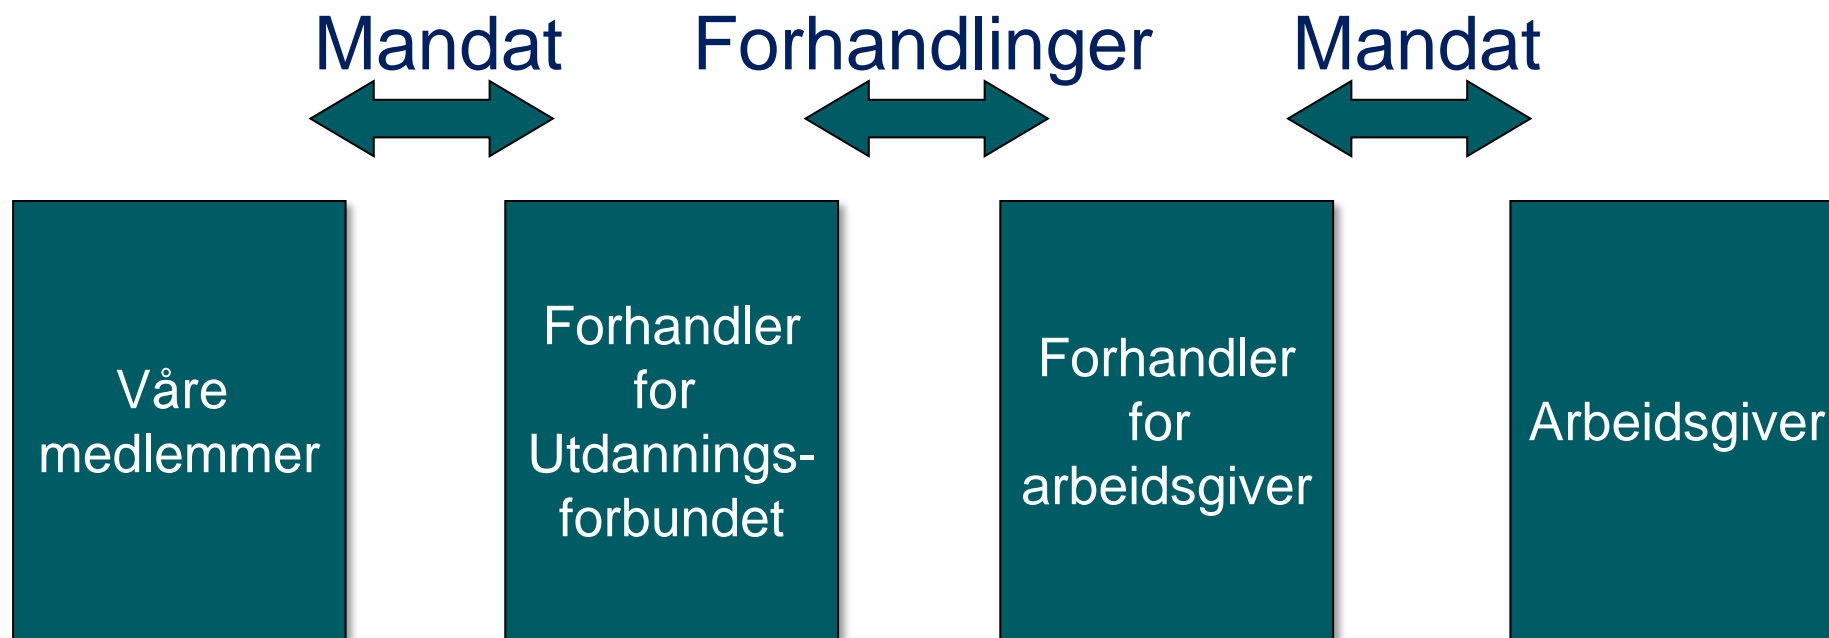 Mandat
Forhandlinger
Mandat
Våre
medlemmer
Forhandler
for
Utdannings-
forbundet
Forhandler
for
arbeidsgiver
Arbeidsgiver